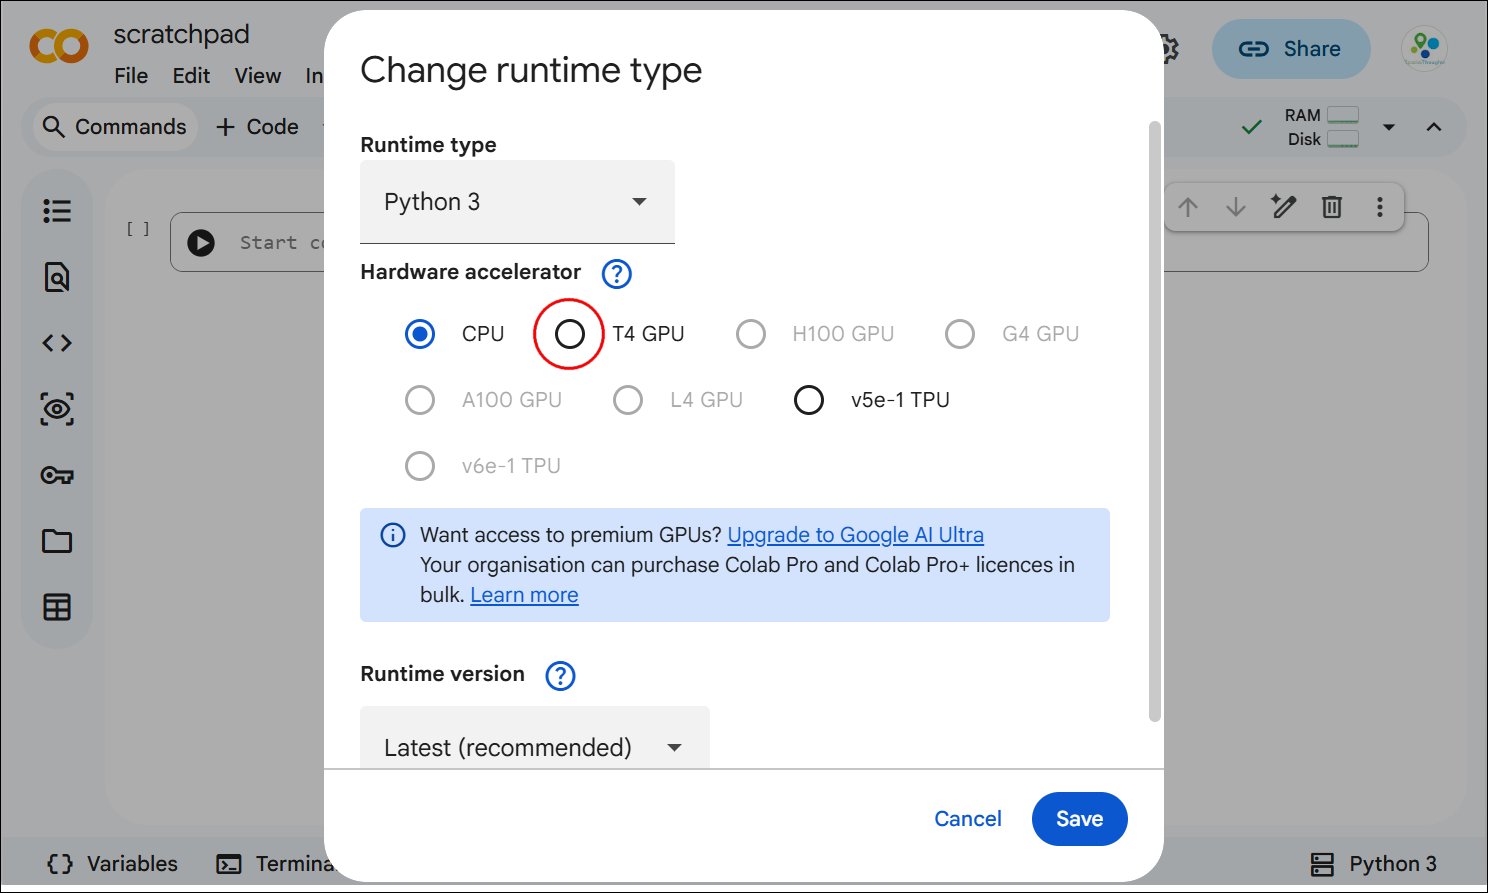 scratchpad
File Edit View In
Share
Commands + Code
RAM
Disk
[ ]
Start co
Change runtime type
Runtime type
Python 3
Hardware accelerator ?
CPU T4 GPU H100 GPU G4 GPU
A100 GPU L4 GPU v5e-1 TPU
v6e-1 TPU
Want access to premium GPUs? Upgrade to Google AI Ultra
Your organisation can purchase Colab Pro and Colab Pro+ licences in
bulk. Learn more
Runtime version ?
Latest (recommended)
Cancel Save
{} Variables Termina
Python 3